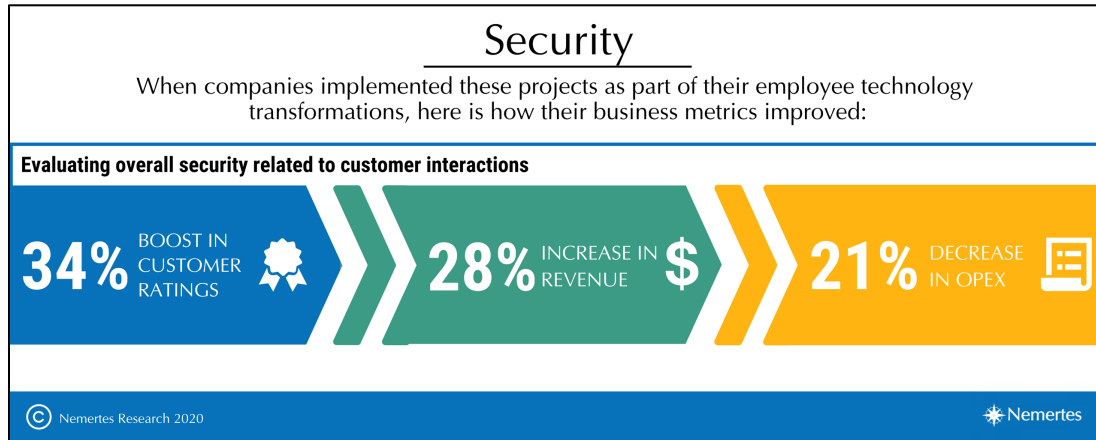 Security
When companies implemented these projects as part of their employee technology
transformations, here is how their business metrics improved:
Evaluating overall security related to customer interactions
34% BOOST IN
CUSTOMER
RATINGS
28% INCREASE IN
REVENUE
$
21% DECREASE
IN OPEX
© Nemertes Research 2020
Nemertes